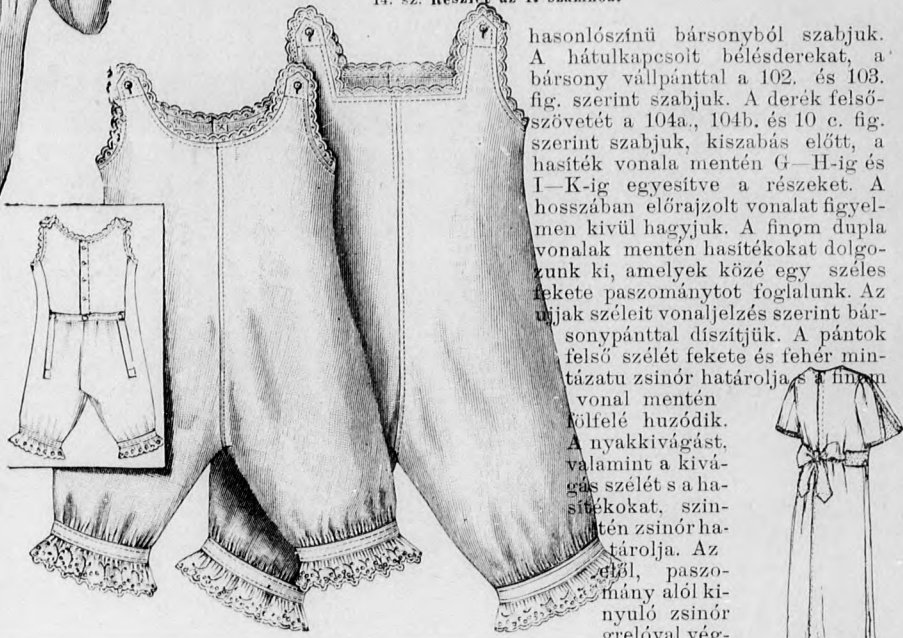 14. sz. Részlet az 1. számhoz.
hasonlószínü bársonyból szabjuk.
A hátulkapcsolt bélésderekat, a
bársony vállpánttal a 102. és 103.
fig. szerint szabjuk. A derék felső-
szövetét a 104a., 104b. és 10 c. fig.
szerint szabjuk, kiszabás előtt, a
hasíték vonala mentén G—H-ig és
I—K-ig egyesítve a részeket. A
hosszában előrajzolt vonalat figyel-
men kivül hagyjuk. A finom dupla
vonalak mentén hasítékokat dolgo-
zunk ki, amelyek közé egy széles
fekete paszományt​ot foglalunk. Az
ujjak széleit vonaljelzés szerint bár-
sonypánttal díszítjük. A pántok
felső szélét fekete és fehér min-
tázatu zsinór határolja s a finom
vonal mentén
fölfelé huzódik.
A nyakkivágást,
valamint a kivá-
gás szélét s a ha-
sítékokat, szin-
tén zsinór ha-
tárolja. Az
elől, paszo-
mány alól ki-
nyuló zsinór
grelóval vég-